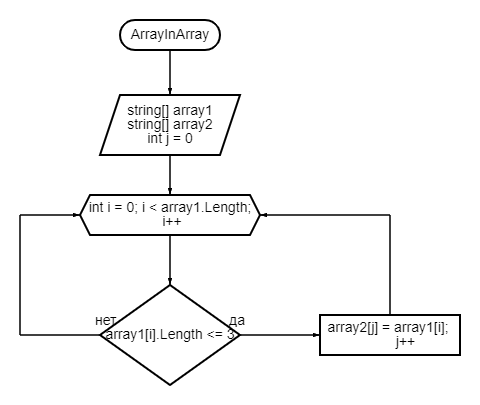 ArrayInArray
string[] array1
string[] array2
int j = 0
int i = 0; i < array1.Length;
i++
нет
да
array1[i].Length <= 3
array2[j] = array1[i];
j++